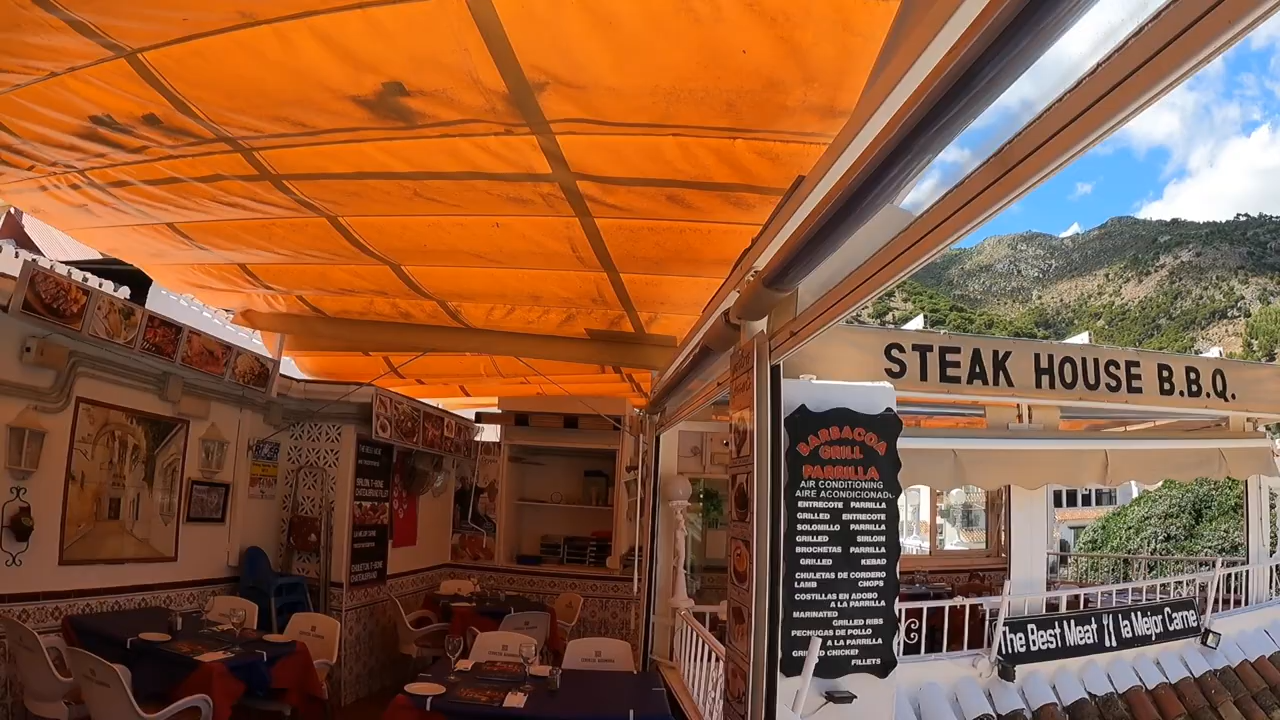 STEAK HOUSE B.B.Q.
BARBACOA
GRILL
PARRILLA
AIR CONDITIONING
AIRE ACONDICIONADO
ENTRECOTE PARRILLA
GRILLED ENTRECOTE
SOLOMILLO PARRILLA
GRILLED SIRLOIN
BROCHETAS PARRILLA
GRILLED KEBAD
CHULETAS DE CORDERO
LAMB CHOPS
COSTILLAS EN ADOBO
A LA PARRILLA
MARINATED
GRILLED RIBS
PECHUGAS DE POLLO
A LA PARRILLA
GRILLED CHICKEN
FILLETS
The Best Meat la Mejor Carne